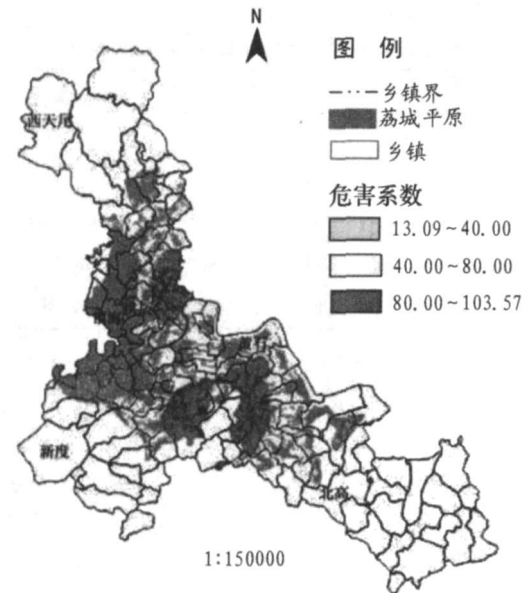 N
图 例
乡镇界
荔城平原
乡镇
危害系数
13.09~40.00
40.00~80.00
80.00~103.57
西天尾
新度
北高
1:150000